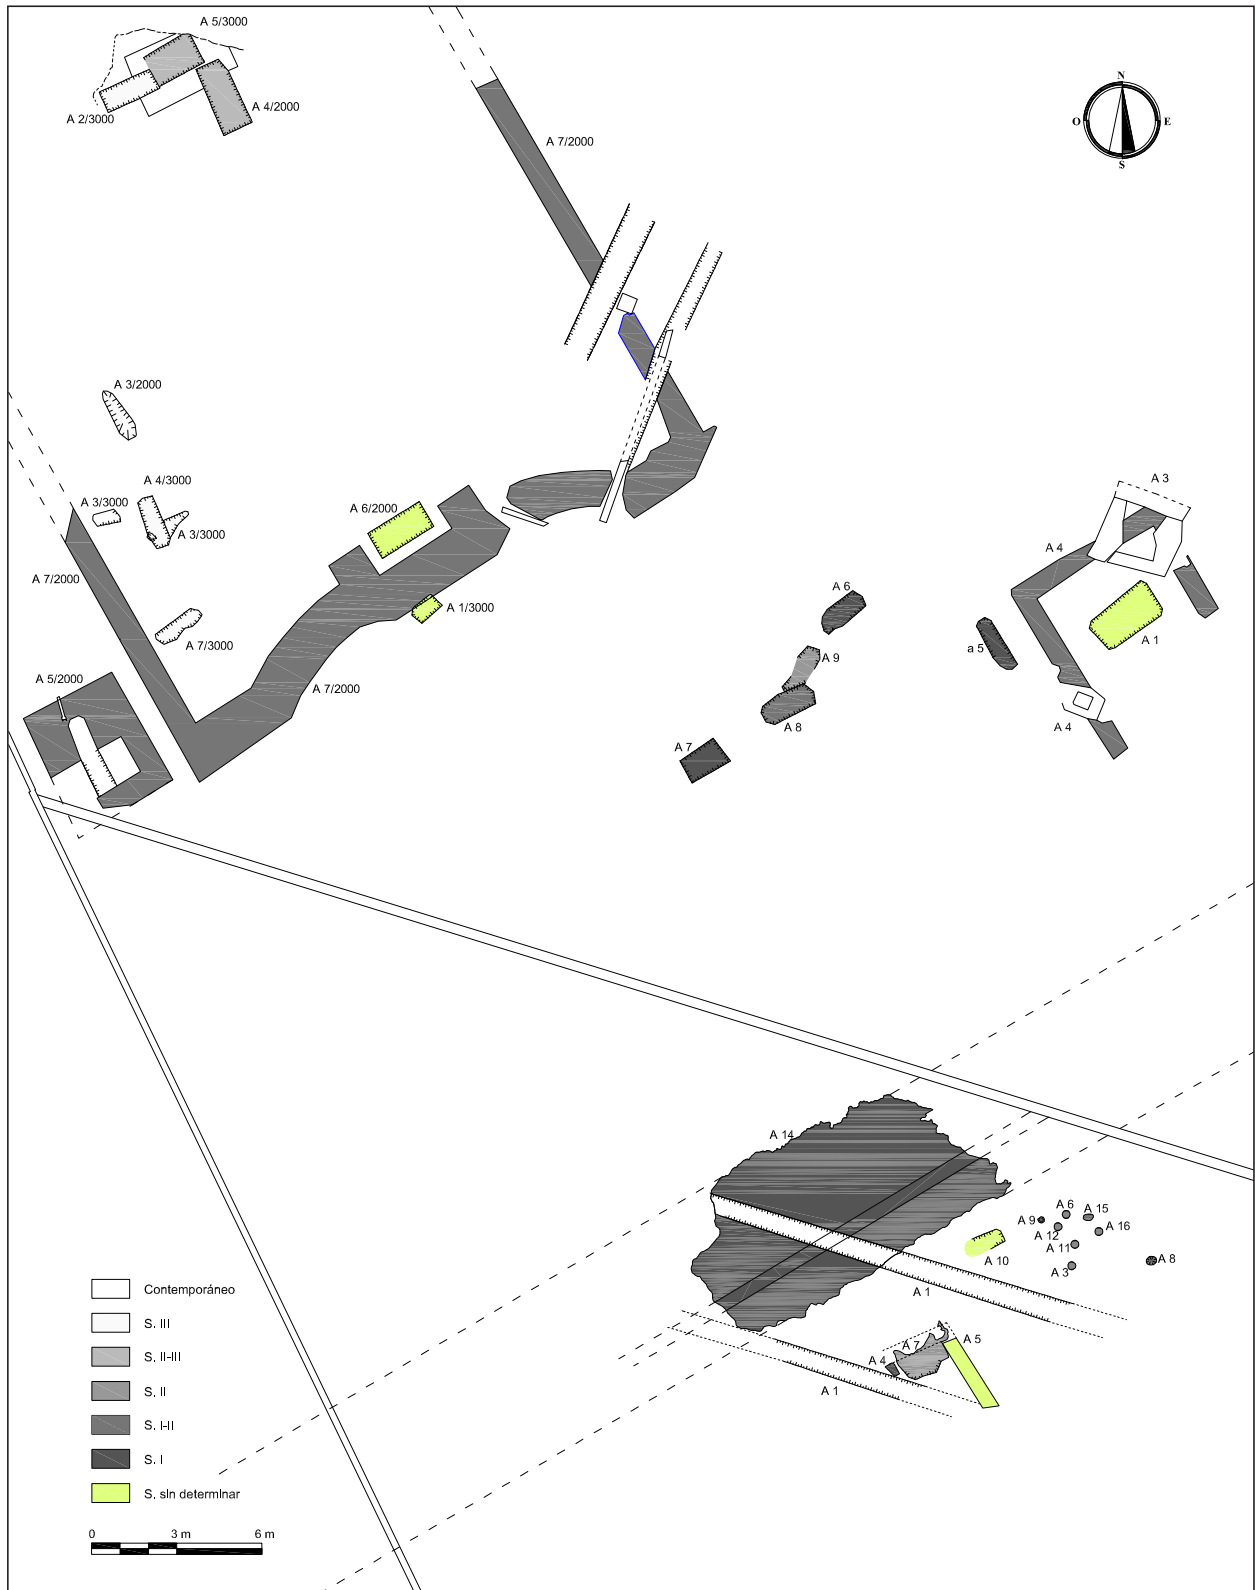 A 5/3000
A 2/3000
A 4/2000
A 7/2000
N
O
E
S
A 3/2000
A 4/3000
A 3/3000
A 3/3000
A 6/2000
A 7/2000
A 1/3000
A 7/3000
A 5/2000
A 7/2000
A 3
A 4
A 6
A 1
a 5
A 9
A 8
A 4
A 7
A 14
A 6
A 15
A 9
A 12
A 16
A 11
A 10
A 3
A 8
A 1
A 7
A 5
A 4
A 1
Contemporáneo
S. III
S. II-III
S. II
S. I-II
S. I
S. sin determinar
0 3 m 6 m